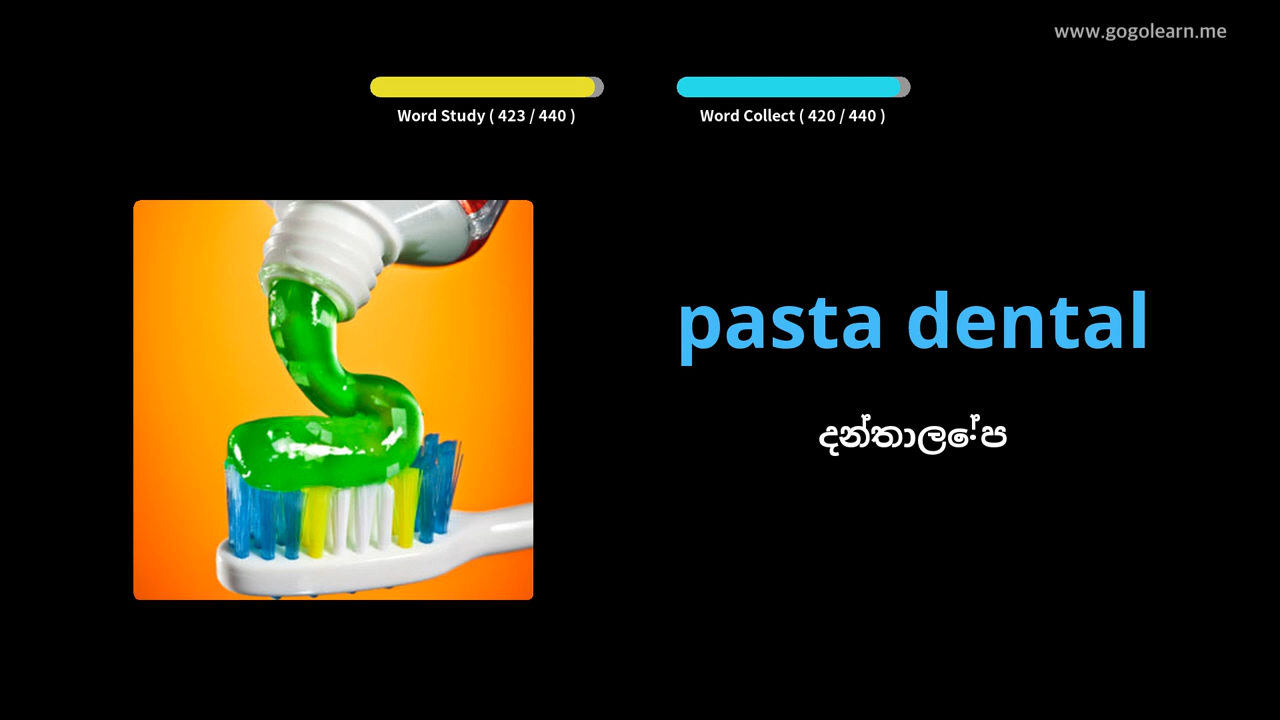 www.gogolearn.me
Word Study ( 423 / 440 )
Word Collect ( 420 / 440 )
pasta dental
දන්තාලේප